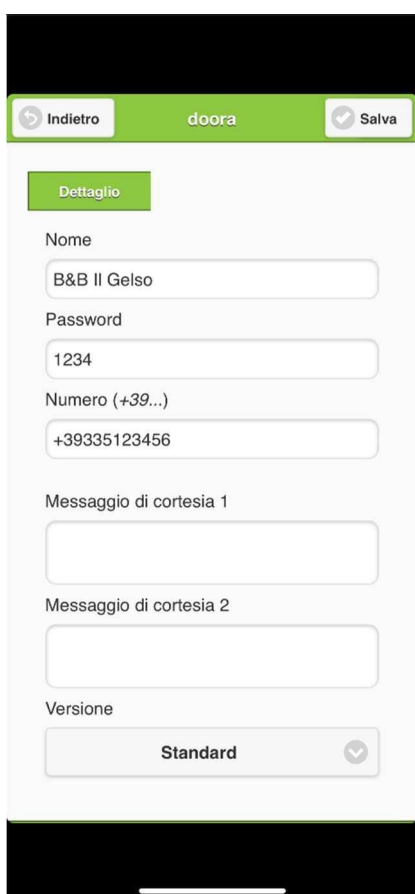 Indietro
doora
Salva
Dettaglio
Nome
B&B Il Gelso
Password
1234
Numero (+39...)
+39335123456
Messaggio di cortesia 1
Messaggio di cortesia 2
Versione
Standard